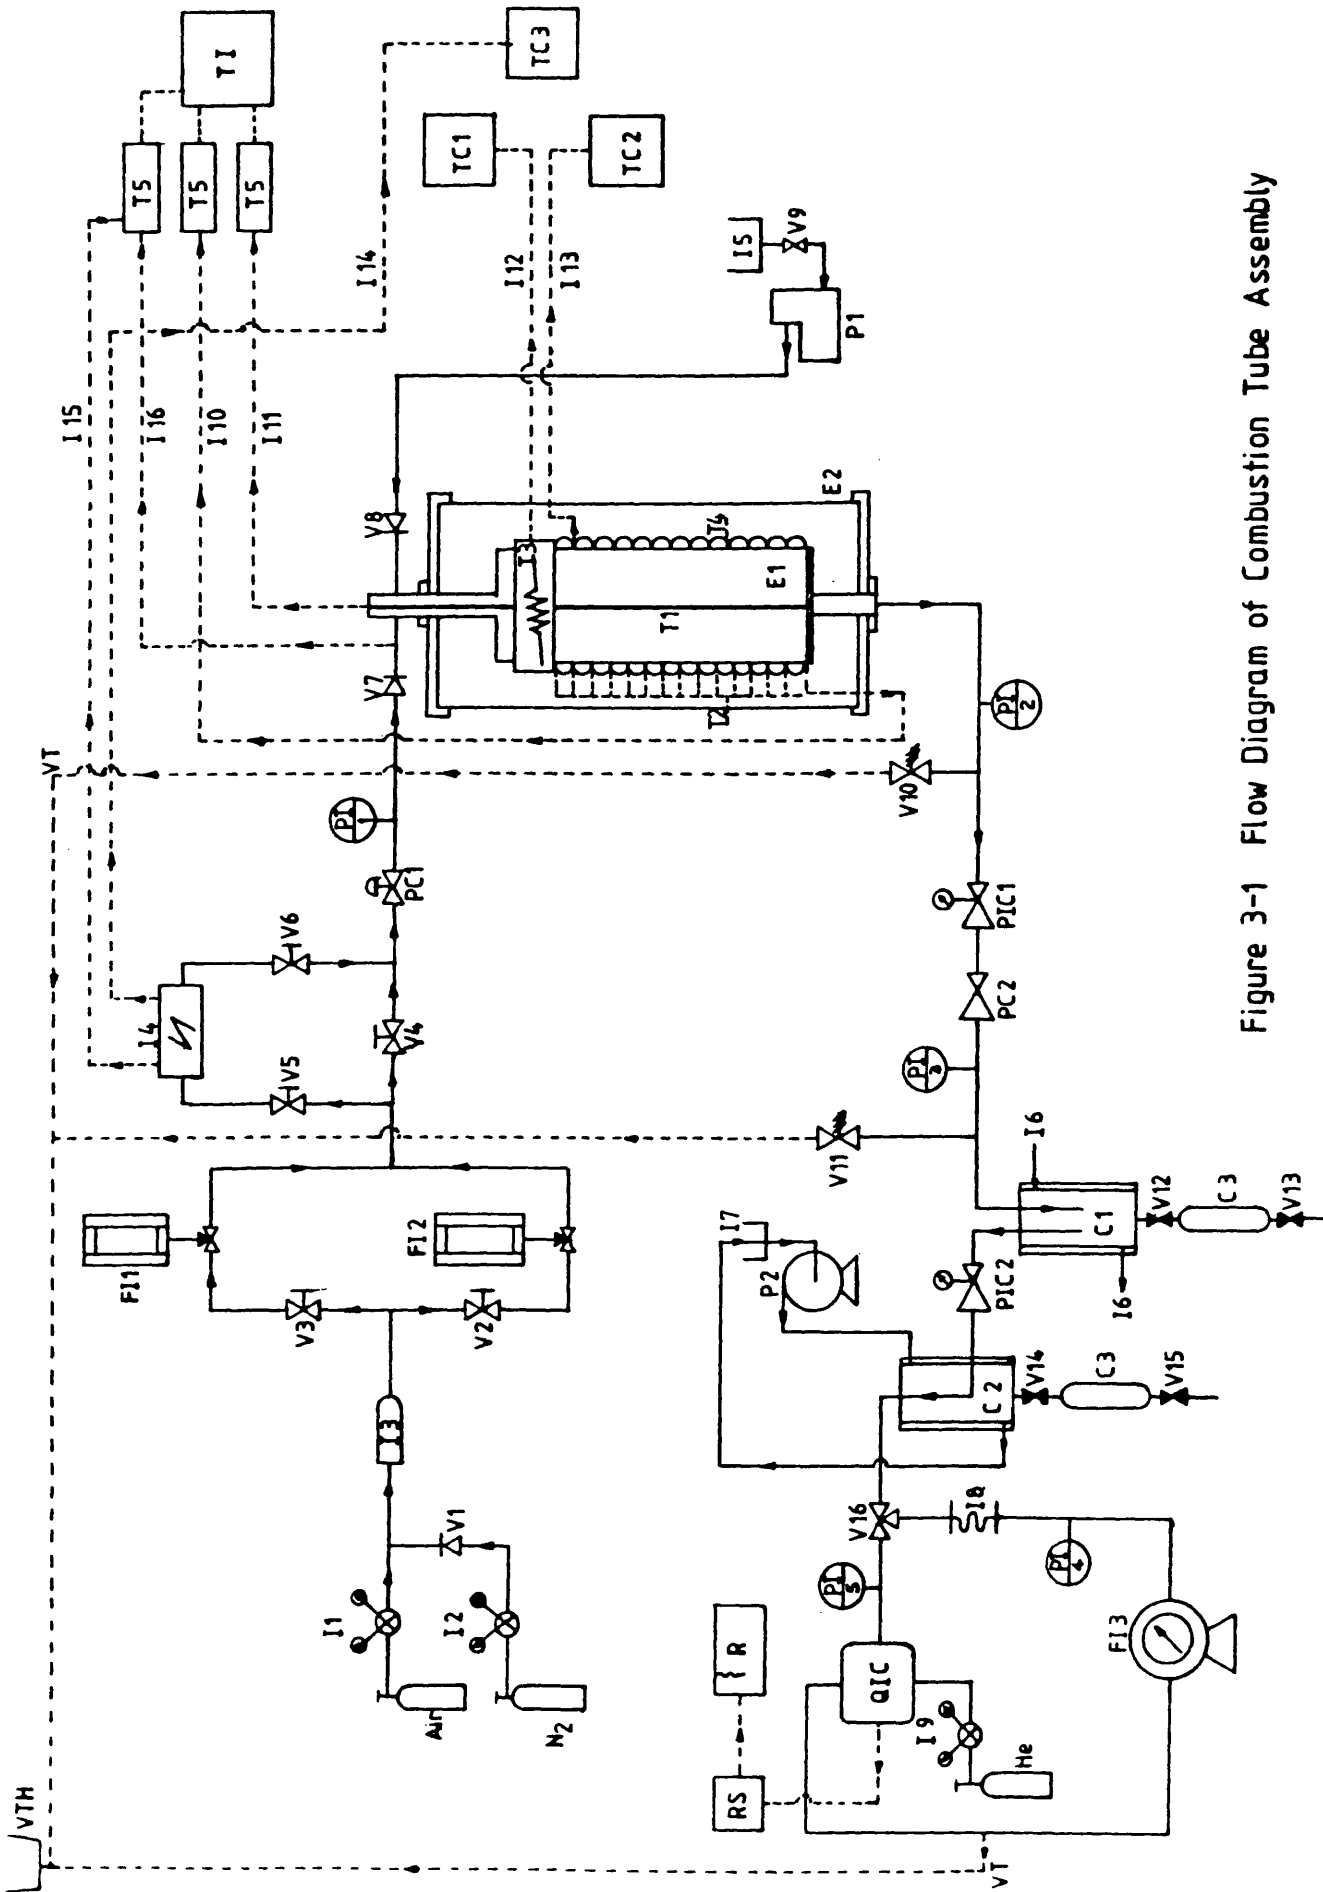 VTH
I15
I16
I10
I11
I14
I12
I13
T5
T5
T5
TI
TC1
TC2
TC3
VT
I4
V5
V6
V4
PC1
PI
V7
V8
I3
T1
E1
T4
T2
E2
I5
V9
P1
FI1
FI2
V3
V2
I3
I1
I2
V1
Air
N2
V10
V11
PI
2
PIC1
PC2
PI
3
I6
C1
I6
V12
C3
V13
PIC2
I7
P2
C2
V14
C3
V15
V16
I8
PI
4
PI
5
FI3
QIC
R
RS
I9
He
VT
Figure 3-1 Flow Diagram of Combustion Tube Assembly